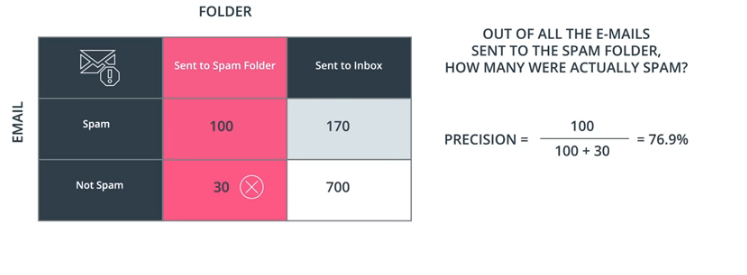 FOLDER
OUT OF ALL THE E-MAILS
SENT TO THE SPAM FOLDER,
HOW MANY WERE ACTUALLY SPAM?
Sent to Spam Folder
Sent to Inbox
EMAIL
Spam
100
170
Not Spam
30
700
PRECISION = 100 / 100 + 30 = 76.9%